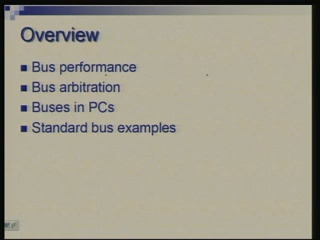 Overview
Bus performance
Bus arbitration
Buses in PCs
Standard bus examples